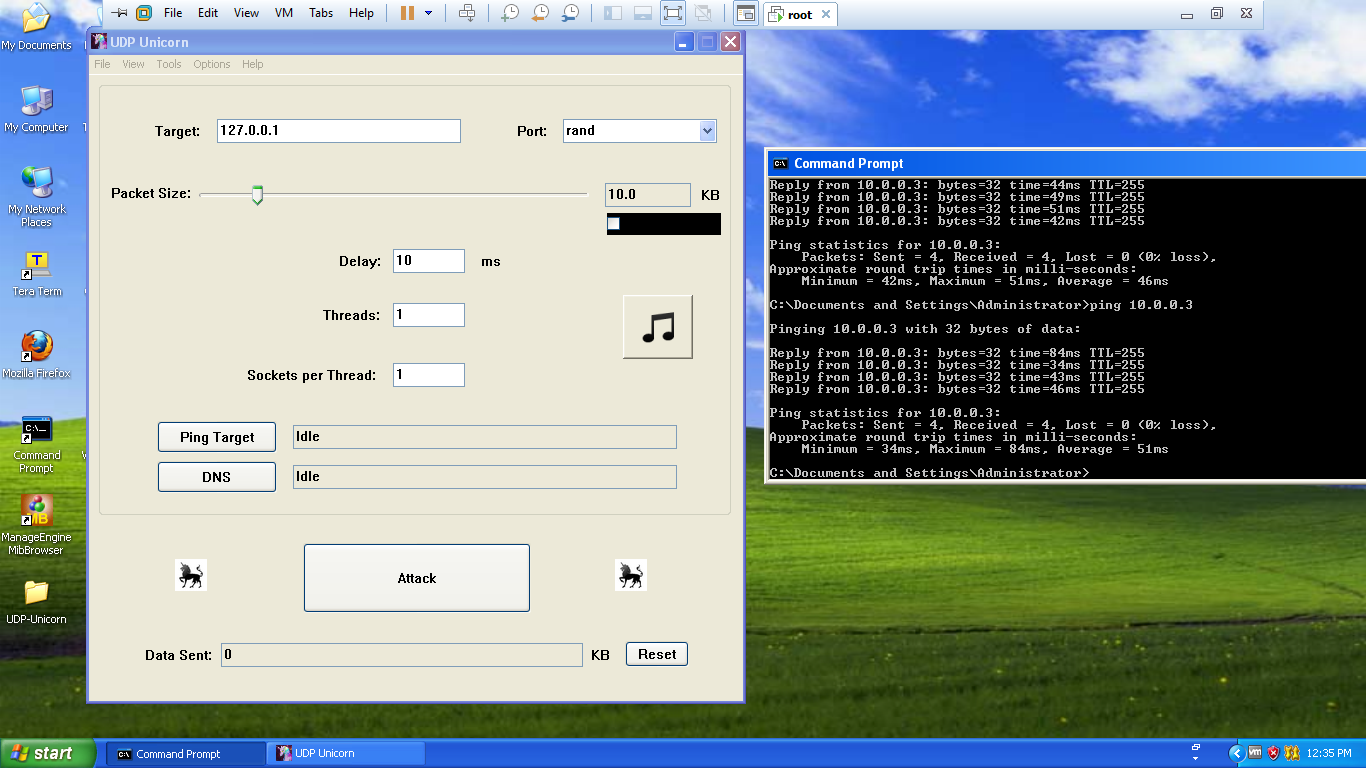 File Edit View VM Tabs Help
root
My Documents
My Computer
My Network
Places
Tera Term
Mozilla Firefox
Command
Prompt
ManageEngine
MibBrowser
UDP-Unicorn
UDP Unicorn
File View Tools Options Help
Target: 127.0.0.1 Port: rand
Packet Size: 10.0 KB
Delay: 10 ms
Threads: 1
Sockets per Thread: 1
Ping Target Idle
DNS Idle
Attack
Data Sent: 0 KB Reset
Command Prompt
Reply from 10.0.0.3: bytes=32 time=44ms TTL=255
Reply from 10.0.0.3: bytes=32 time=49ms TTL=255
Reply from 10.0.0.3: bytes=32 time=51ms TTL=255
Reply from 10.0.0.3: bytes=32 time=42ms TTL=255
Ping statistics for 10.0.0.3:
Packets: Sent = 4, Received = 4, Lost = 0 (0% loss),
Approximate round trip times in milli-seconds:
Minimum = 42ms, Maximum = 51ms, Average = 46ms
C:\Documents and Settings\Administrator>ping 10.0.0.3
Pinging 10.0.0.3 with 32 bytes of data:
Reply from 10.0.0.3: bytes=32 time=84ms TTL=255
Reply from 10.0.0.3: bytes=32 time=34ms TTL=255
Reply from 10.0.0.3: bytes=32 time=43ms TTL=255
Reply from 10.0.0.3: bytes=32 time=46ms TTL=255
Ping statistics for 10.0.0.3:
Packets: Sent = 4, Received = 4, Lost = 0 (0% loss),
Approximate round trip times in milli-seconds:
Minimum = 34ms, Maximum = 84ms, Average = 51ms
C:\Documents and Settings\Administrator>
start Command Prompt UDP Unicorn 12:35 PM